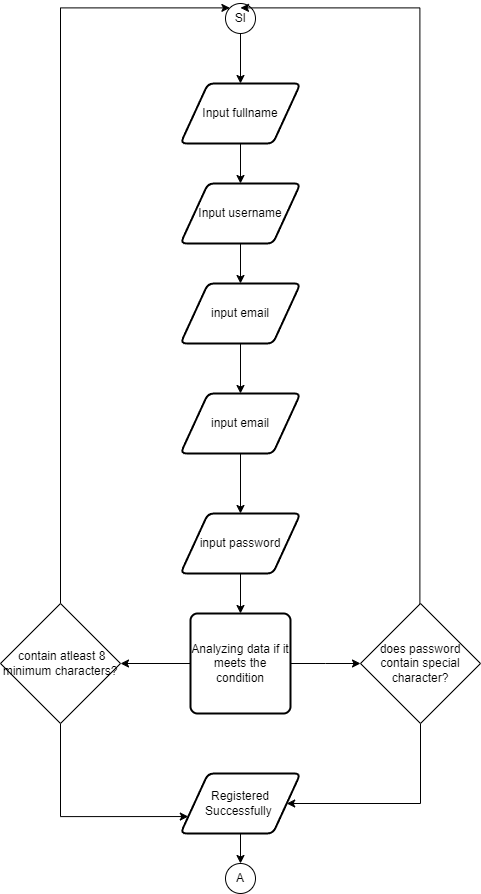 SI
Input fullname
Input username
input email
input email
input password
Analyzing data if it
meets the
condition
contain atleast 8
minimum characters?
does password
contain special
character?
Registered
Successfully
A